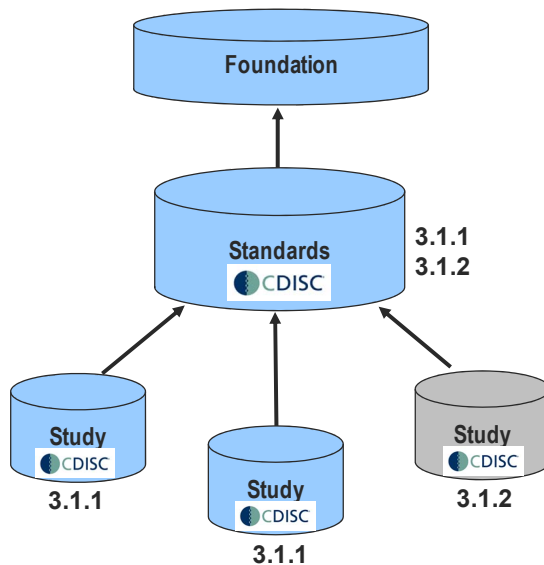 Foundation
Standards
CDISC
3.1.1
3.1.2
Study
CDISC
3.1.1
Study
CDISC
3.1.1
Study
CDISC
3.1.2